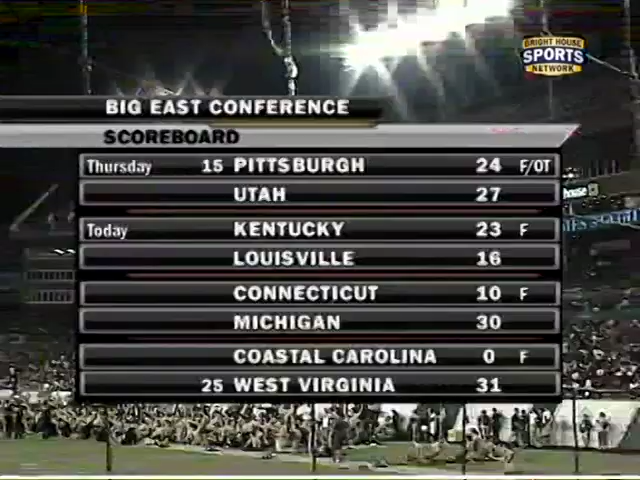 BRIGHT HOUSE
SPORTS
NETWORK
BIG EAST CONFERENCE
SCOREBOARD
Thursday 15 PITTSBURGH 24 F/OT
UTAH 27
Today KENTUCKY 23 F
LOUISVILLE 16
CONNECTICUT 10 F
MICHIGAN 30
COASTAL CAROLINA 0 F
25 WEST VIRGINIA 31